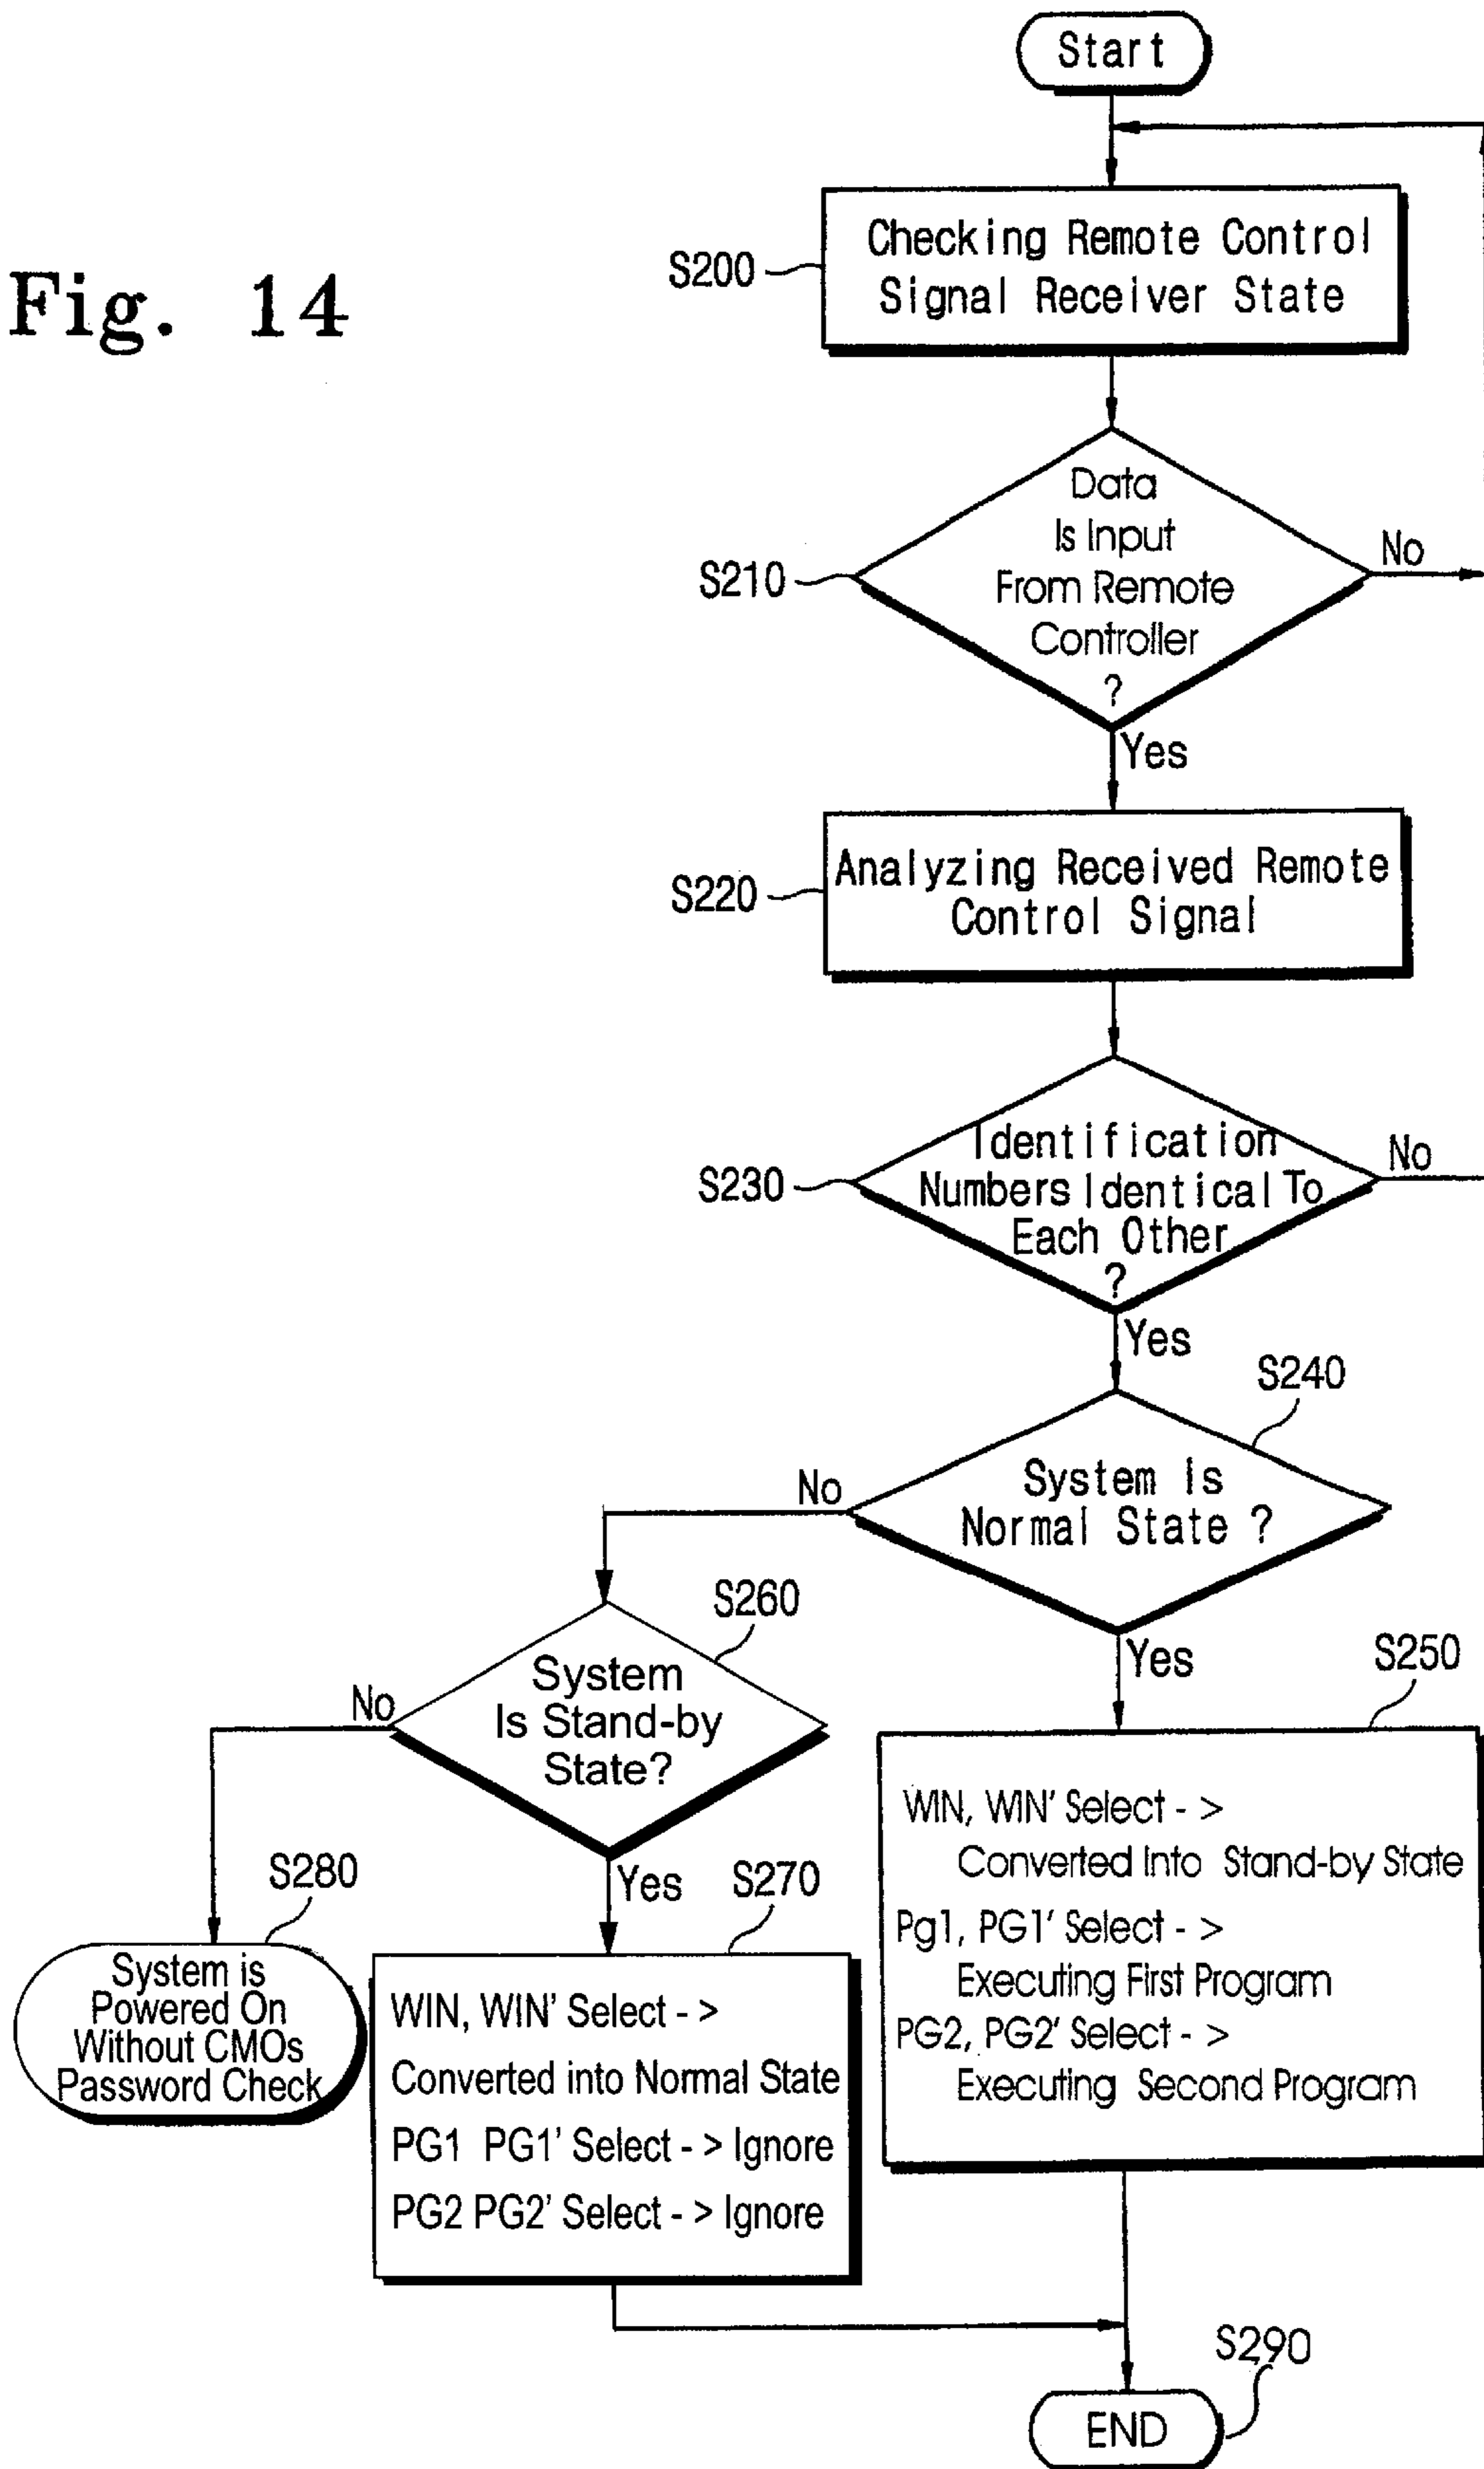 Fig. 14
Start
S200
Checking Remote Control
Signal Receiver State
S210
Data
Is Input
From Remote
Controller
?
No
Yes
S220
Analyzing Received Remote
Control Signal
S230
Identification
Numbers Identical To
Each Other
?
No
Yes
S240
System Is
Normal State ?
No
Yes
S260
System
Is Stand-by
State?
No
Yes
S250
WIN, WIN' Select - >
Converted Into Stand-by State
Pg1, PG1' Select - >
Executing First Program
PG2, PG2' Select - >
Executing Second Program
S280
System is
Powered On
Without CMOs
Password Check
S270
WIN, WIN' Select - >
Converted into Normal State
PG1 PG1' Select - > Ignore
PG2 PG2' Select - > Ignore
S290
END